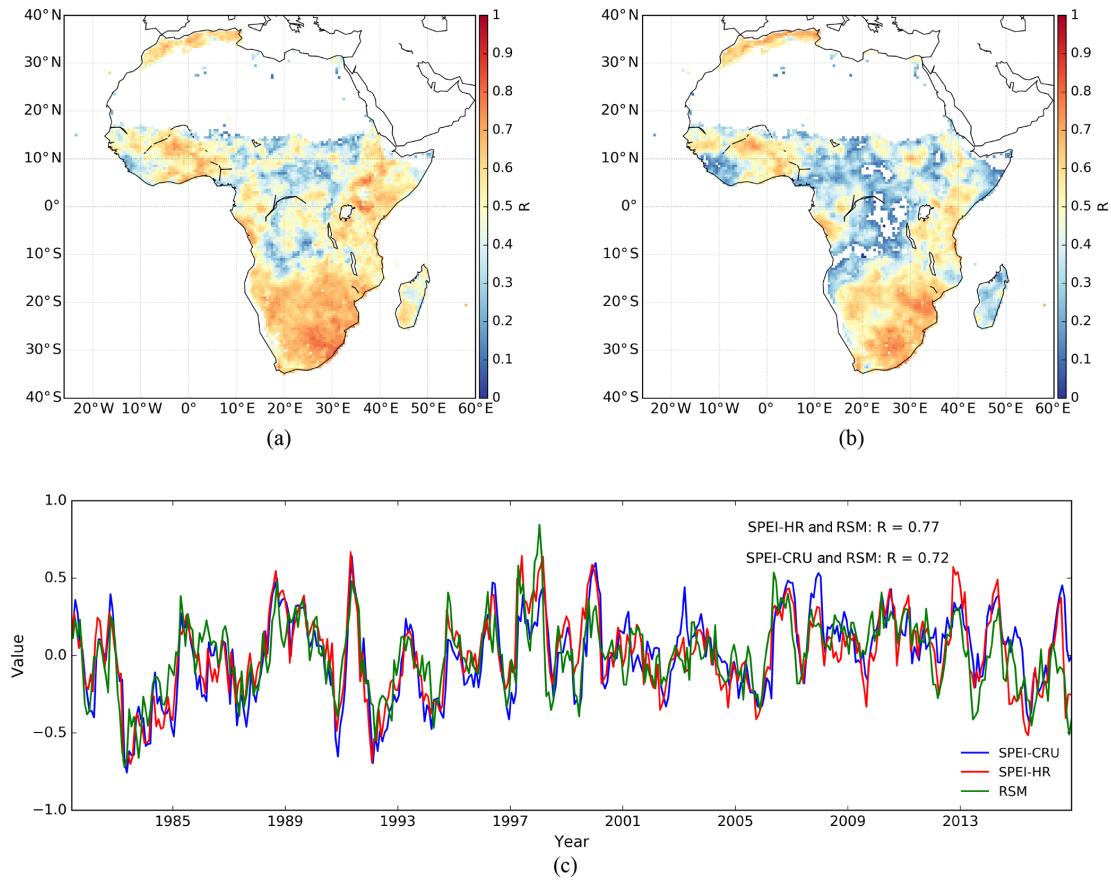 40°N
30°N
20°N
10°N
0°
10°S
20°S
30°S
40°S
20°W 10°W 0° 10°E 20°E 30°E 40°E 50°E 60°E
1
0.9
0.8
0.7
0.6
0.5
0.4
0.3
0.2
0.1
0
R
(a)
40°N
30°N
20°N
10°N
0°
10°S
20°S
30°S
40°S
20°W 10°W 0° 10°E 20°E 30°E 40°E 50°E 60°E
1
0.9
0.8
0.7
0.6
0.5
0.4
0.3
0.2
0.1
0
R
(b)
1.0
0.5
0.0
−0.5
−1.0
Value
SPEI-HR and RSM: R = 0.77
SPEI-CRU and RSM: R = 0.72
SPEI-CRU
SPEI-HR
RSM
1985 1989 1993 1997 2001 2005 2009 2013
Year
(c)